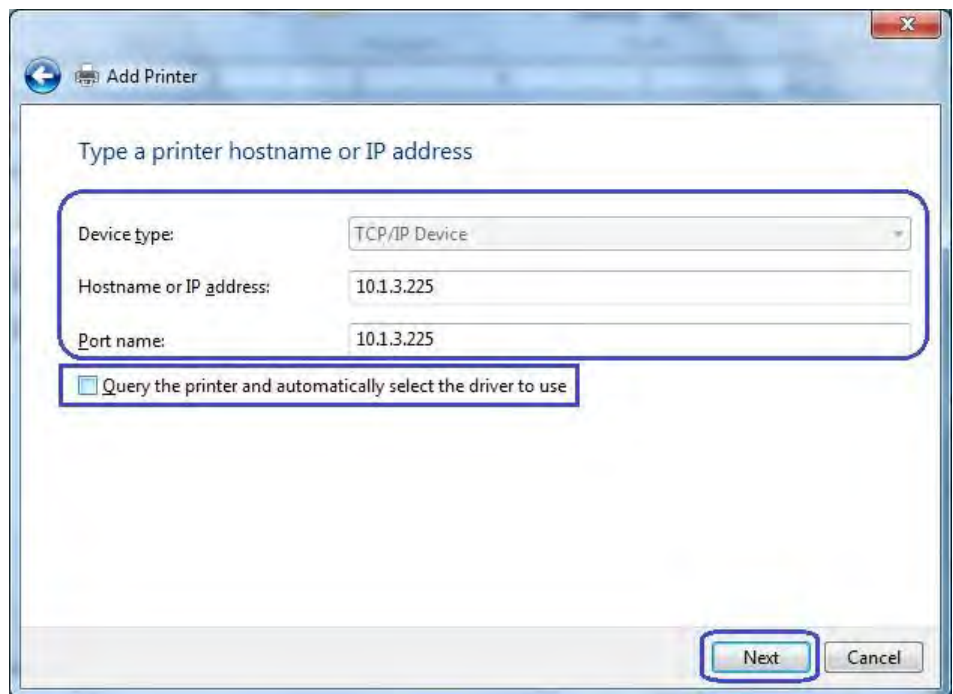 Add Printer
Type a printer hostname or IP address
Device type: TCP/IP Device
Hostname or IP address: 10.1.3.225
Port name: 10.1.3.225
Query the printer and automatically select the driver to use
Next Cancel